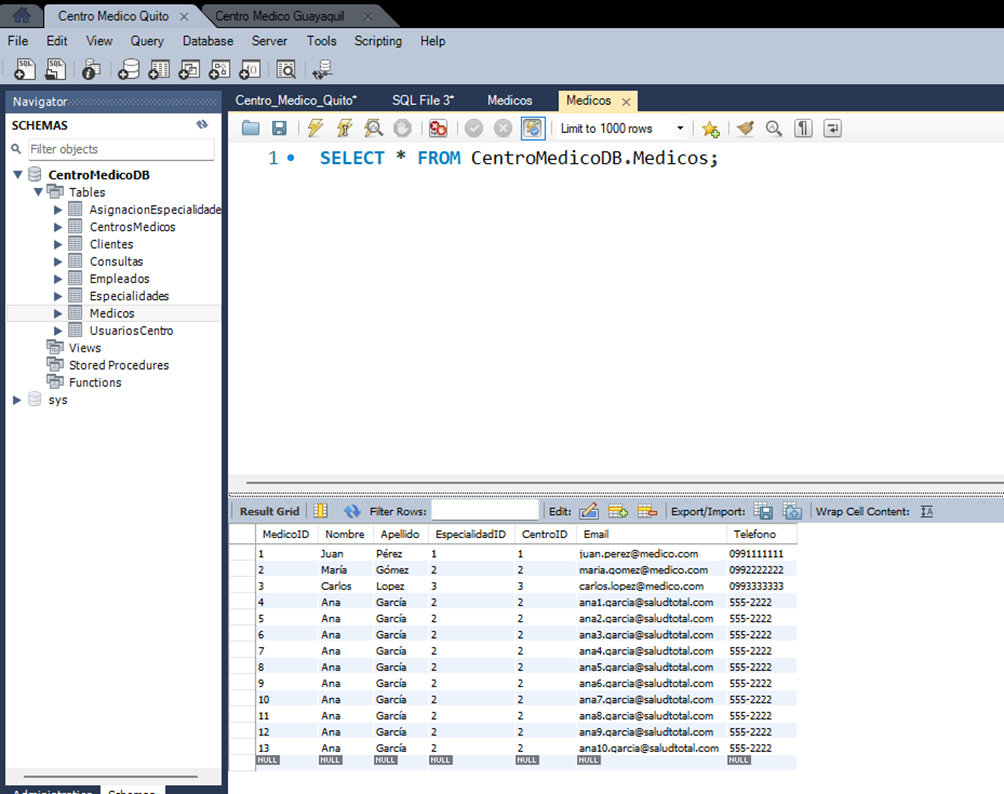 Centro Medico Quito × Centro Medico Guayaquil ×
File Edit View Query Database Server Tools Scripting Help
Navigator
SCHEMAS
Filter objects
CentroMedicoDB
Tables
AsignacionEspecialidade
CentrosMedicos
Clientes
Consultas
Empleados
Especialidades
Medicos
UsuariosCentro
Views
Stored Procedures
Functions
sys
Administration Schemas
Centro_Medico_Quito* SQL File 3* Medicos Medicos ×
Limit to 1000 rows
1 SELECT * FROM CentroMedicoDB.Medicos;
Result Grid Filter Rows: Edit: Export/Import: Wrap Cell Content:
MedicoID Nombre Apellido EspecialidadID CentroID Email Telefono
1 Juan Pérez 1 1 juan.perez@medico.com 0991111111
2 María Gómez 2 2 maria.gomez@medico.com 0992222222
3 Carlos Lopez 3 3 carlos.lopez@medico.com 0993333333
4 Ana García 2 2 ana1.garcia@saludtotal.com 555-2222
5 Ana García 2 2 ana2.garcia@saludtotal.com 555-2222
6 Ana García 2 2 ana3.garcia@saludtotal.com 555-2222
7 Ana García 2 2 ana4.garcia@saludtotal.com 555-2222
8 Ana García 2 2 ana5.garcia@saludtotal.com 555-2222
9 Ana García 2 2 ana6.garcia@saludtotal.com 555-2222
10 Ana García 2 2 ana7.garcia@saludtotal.com 555-2222
11 Ana García 2 2 ana8.garcia@saludtotal.com 555-2222
12 Ana García 2 2 ana9.garcia@saludtotal.com 555-2222
13 Ana García 2 2 ana10.garcia@saludtotal.com 555-2222
NULL NULL NULL NULL NULL NULL NULL